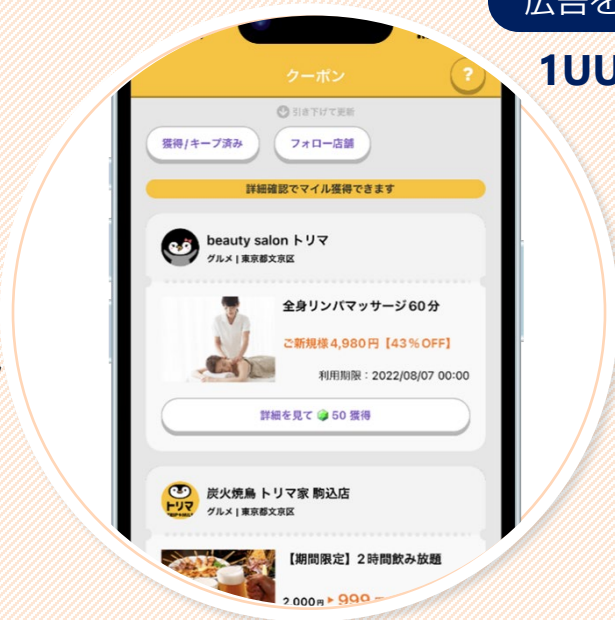 広告を
1UU
クーポン
?
引き下げて更新
獲得/キープ済み
フォロー店舗
詳細確認でマイル獲得できます
beauty salon トリマ
グルメ | 東京都文京区
全身リンパマッサージ60分
ご新規様4,980円【43%OFF】
利用期限：2022/08/07 00:00
詳細を見て 50 獲得
トリマ
炭火焼鳥 トリマ家 駒込店
グルメ | 東京都文京区
【期間限定】2時間飲み放題
2,000円 ▶ 999